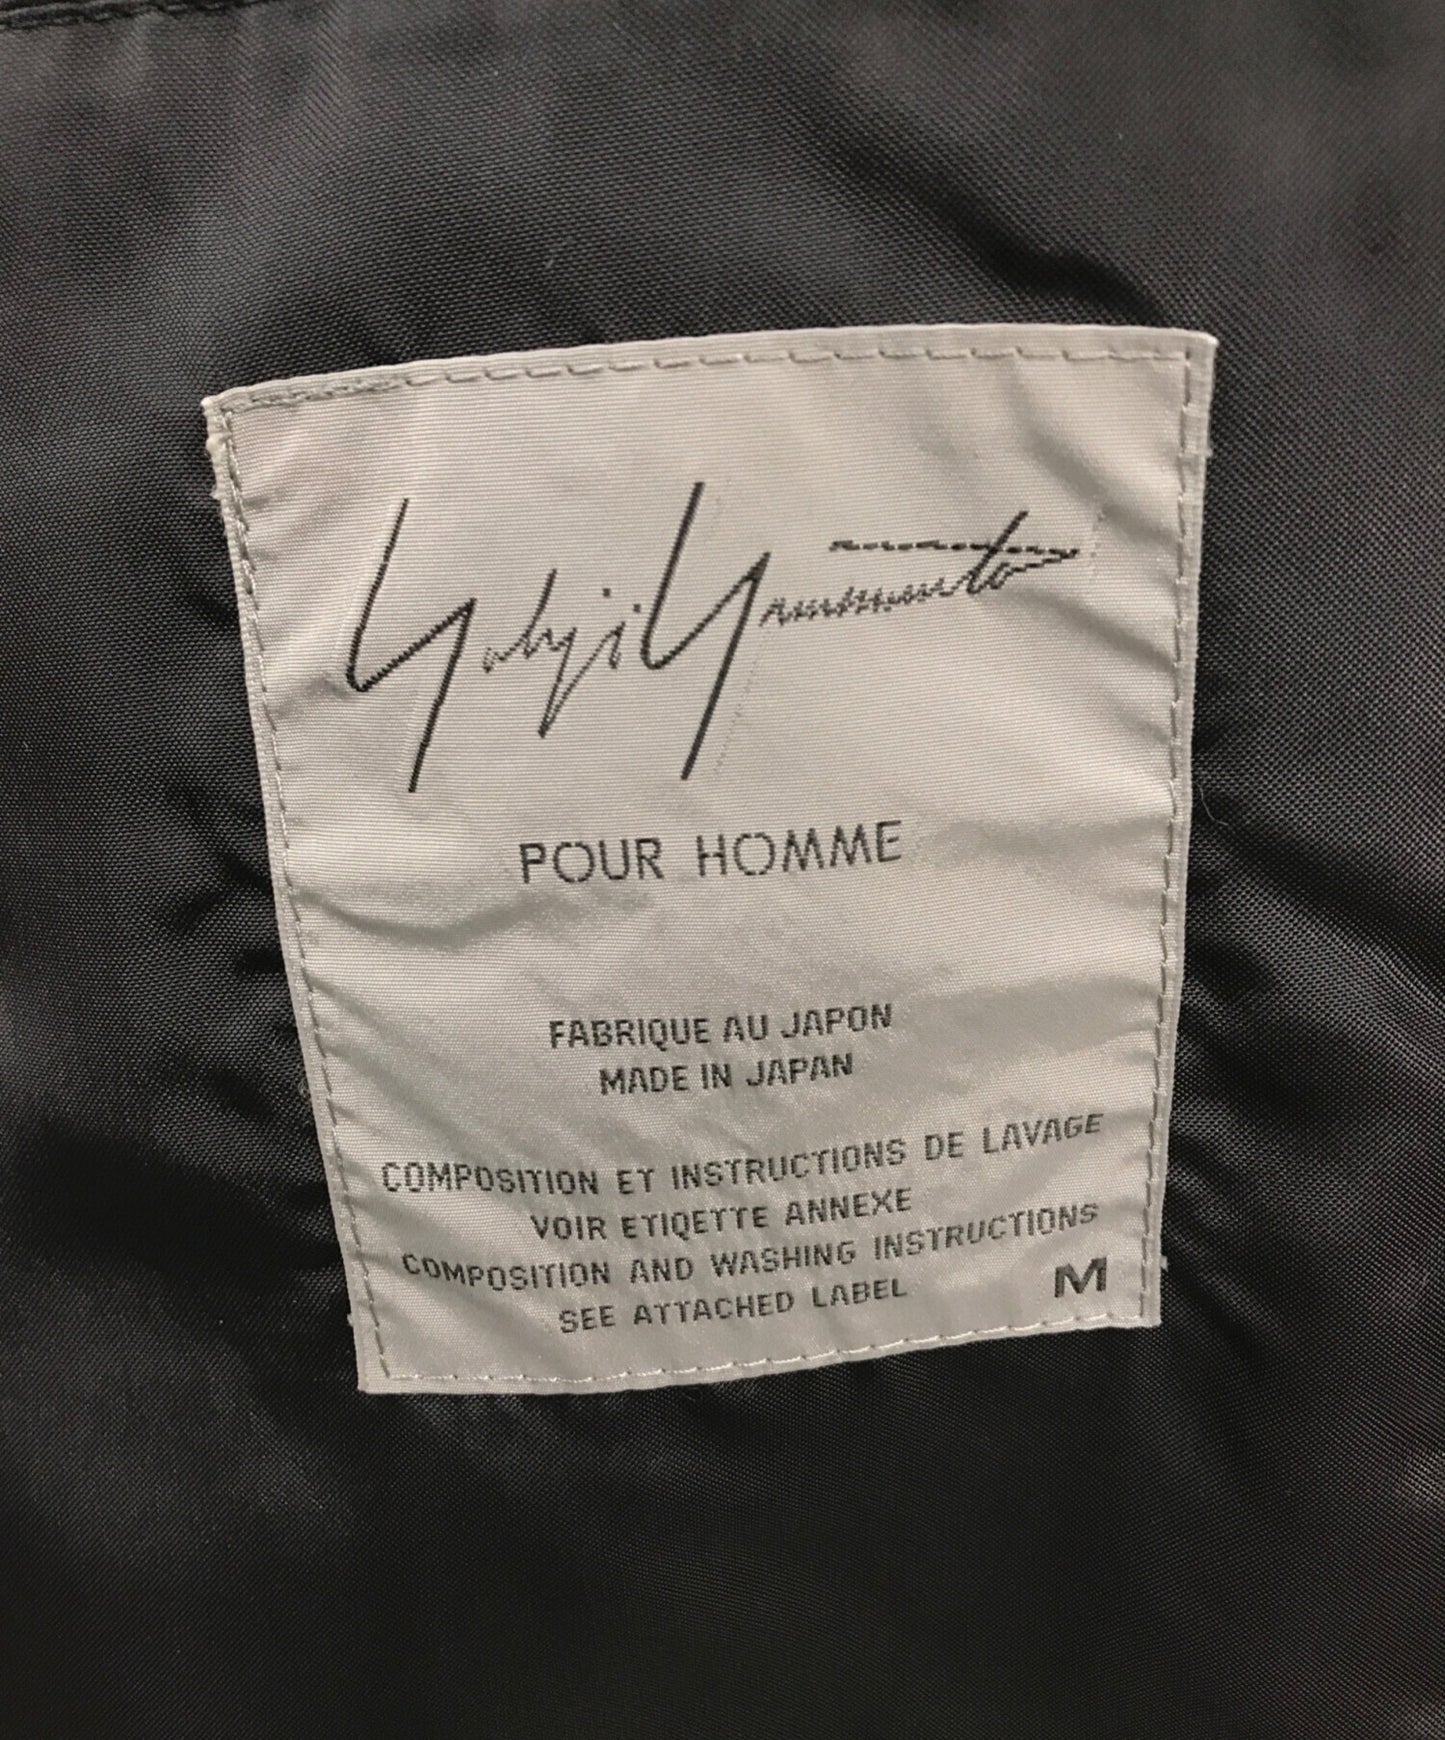 Yohji Yamamoto
POUR HOMME
FABRIQUE AU JAPON
MADE IN JAPAN
COMPOSITION ET INSTRUCTIONS DE LAVAGE
VOIR ETIQETTE ANNEXE
COMPOSITION AND WASHING INSTRUCTIONS
SEE ATTACHED LABEL
M